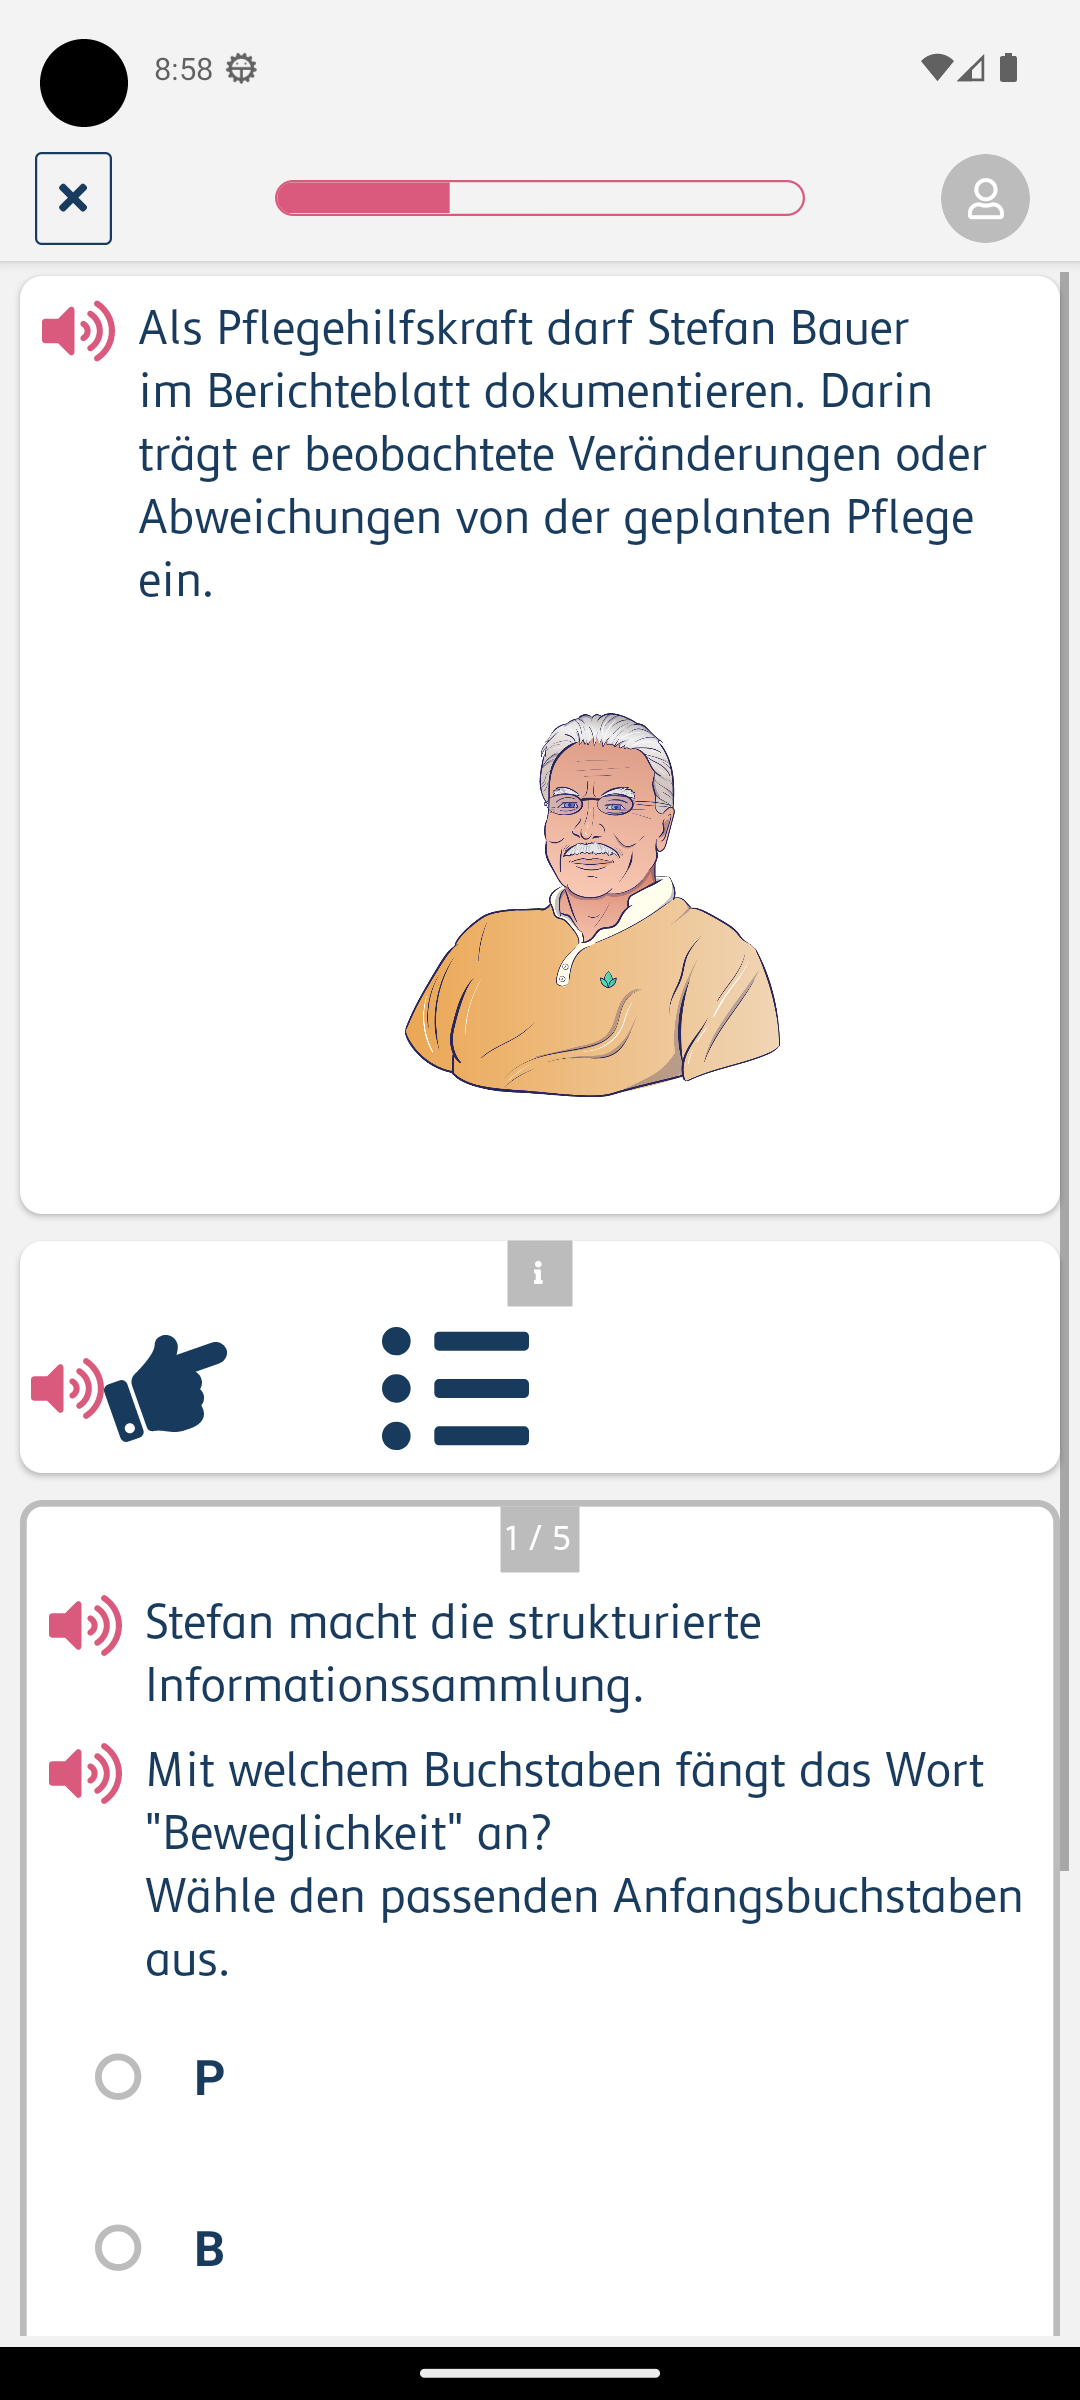 8:58
Als Pflegehilfskraft darf Stefan Bauer
im Berichteblatt dokumentieren. Darin
trägt er beobachtete Veränderungen oder
Abweichungen von der geplanten Pflege
ein.
i
1 / 5
Stefan macht die strukturierte
Informationssammlung.
Mit welchem Buchstaben fängt das Wort
"Beweglichkeit" an?
Wähle den passenden Anfangsbuchstaben
aus.
P
B